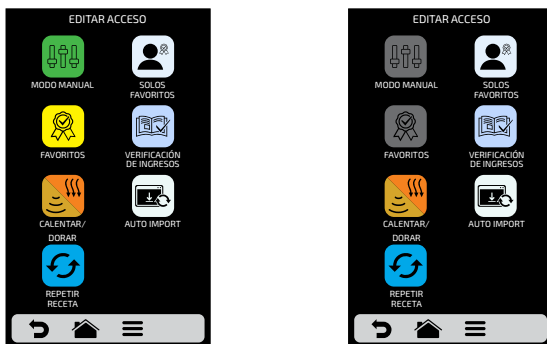 EDITAR ACCESO
MODO MANUAL
SOLOS
FAVORITOS
FAVORITOS
VERIFICACIÓN
DE INGRESOS
CALENTAR/
DORAR
AUTO IMPORT
REPETIR
RECETA
EDITAR ACCESO
MODO MANUAL
SOLOS
FAVORITOS
FAVORITOS
VERIFICACIÓN
DE INGRESOS
CALENTAR/
DORAR
AUTO IMPORT
REPETIR
RECETA